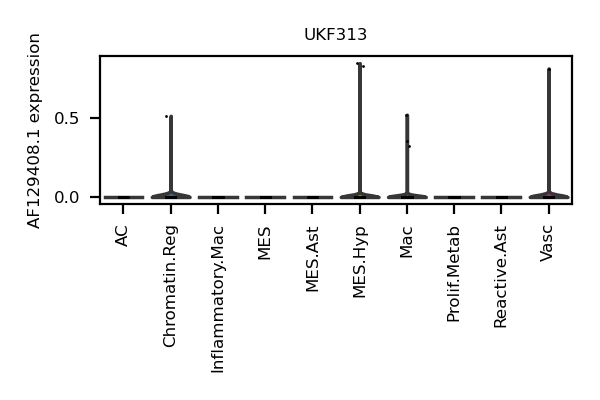 UKF313
AF129408.1 expression
0.5
0.0
AC
Chromatin.Reg
Inflammatory.Mac
MES
MES.Ast
MES.Hyp
Mac
Prolif.Metab
Reactive.Ast
Vasc